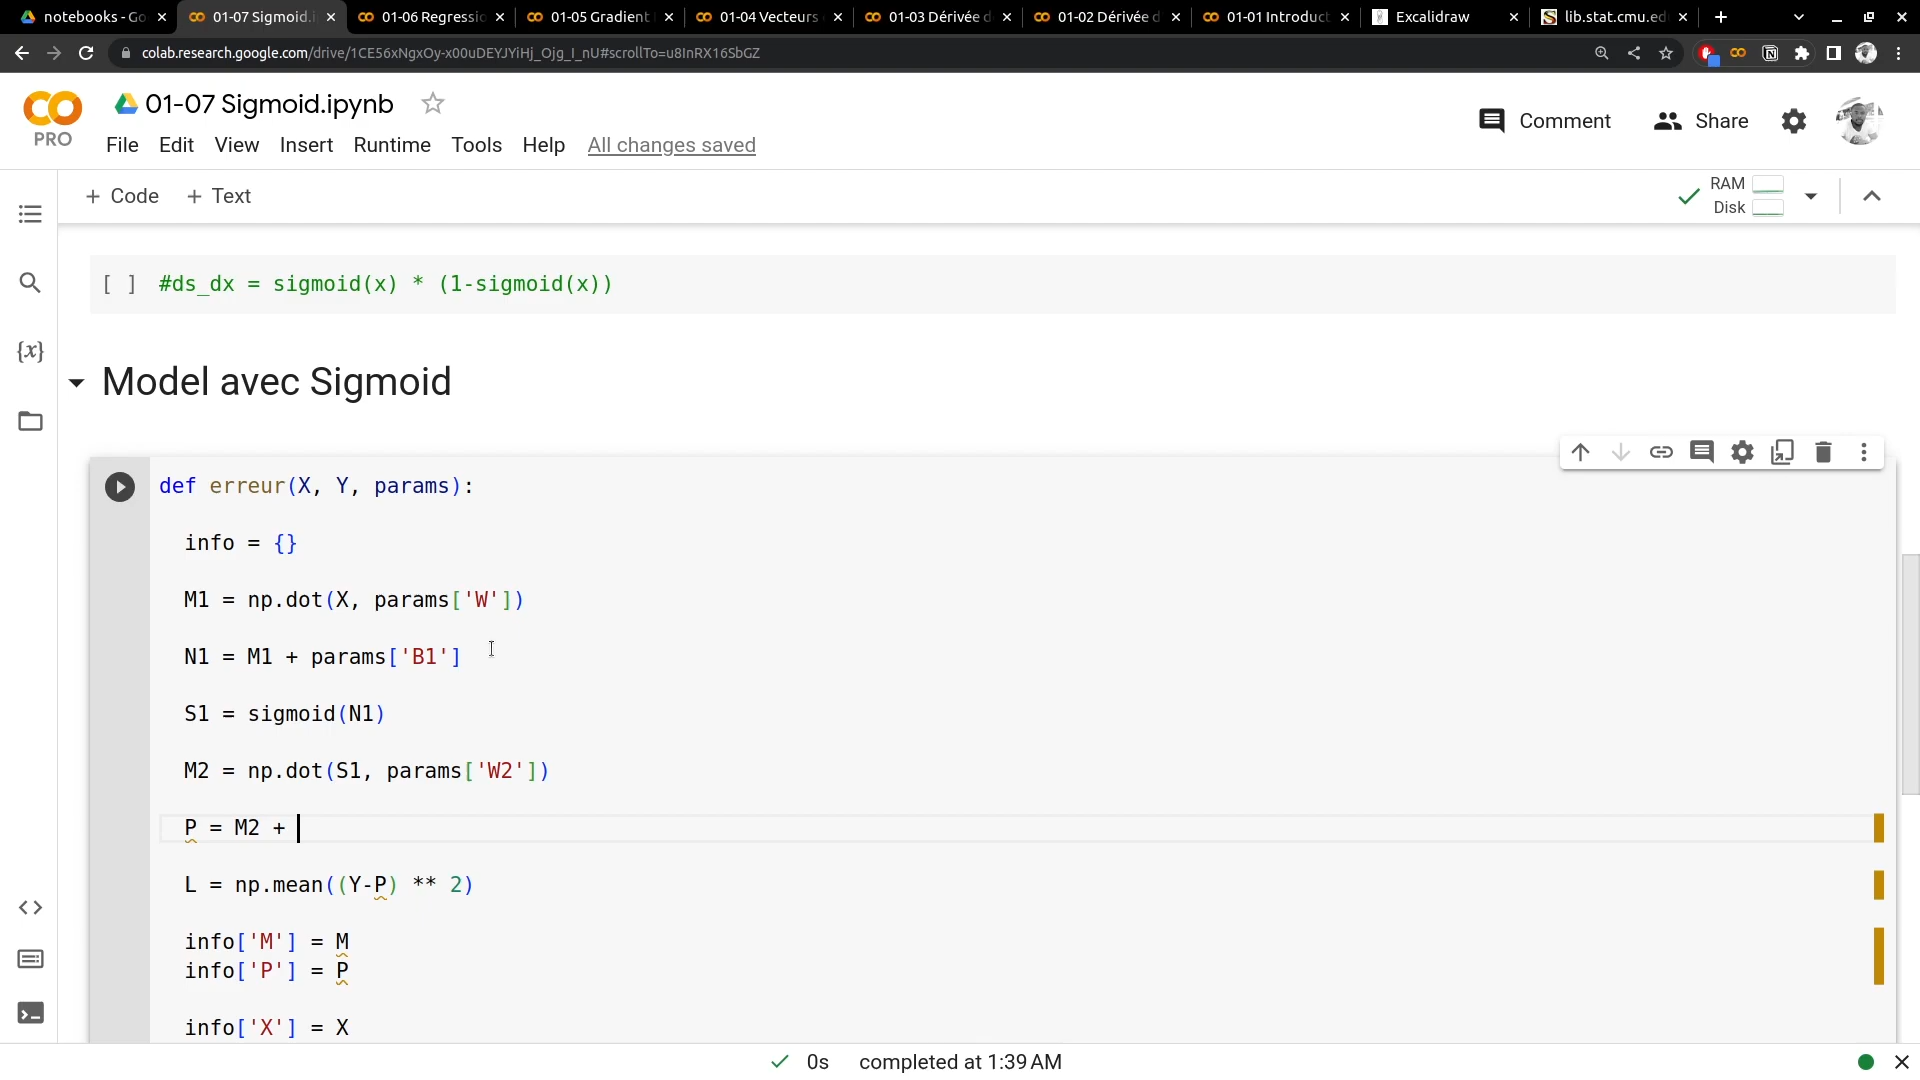 notebooks - Go
01-07 Sigmoid.i
01-06 Regressio
01-05 Gradient
01-04 Vecteurs
01-03 Dérivée d
01-02 Dérivée d
01-01 Introduct
Excalidraw
lib.stat.cmu.ed
colab.research.google.com/drive/1CE56xNgxOy-x00uDEYJYiHj_Ojg_I_nU#scrollTo=u8InRX16SbGZ
PRO
01-07 Sigmoid.ipynb
File Edit View Insert Runtime Tools Help All changes saved
Comment
Share
+ Code + Text
RAM
Disk
{x}
[ ] #ds_dx = sigmoid(x) * (1-sigmoid(x))
Model avec Sigmoid
def erreur(X, Y, params):
info = {}
M1 = np.dot(X, params['W'])
N1 = M1 + params['B1']
S1 = sigmoid(N1)
M2 = np.dot(S1, params['W2'])
P = M2 +
L = np.mean((Y-P) ** 2)
info['M'] = M
info['P'] = P
info['X'] = X
0s completed at 1:39 AM